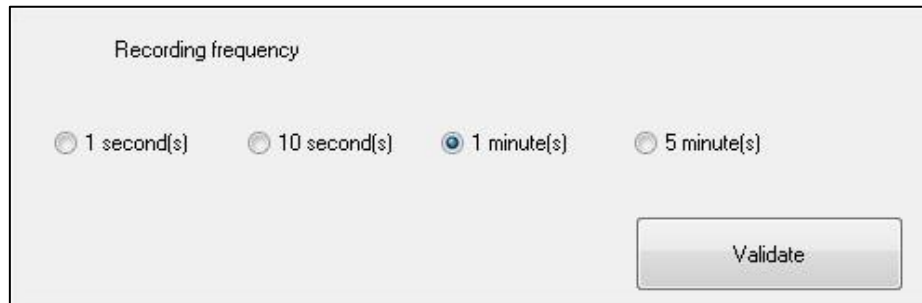 Recording frequency
1 second(s) 10 second(s) 1 minute(s) 5 minute(s)
Validate